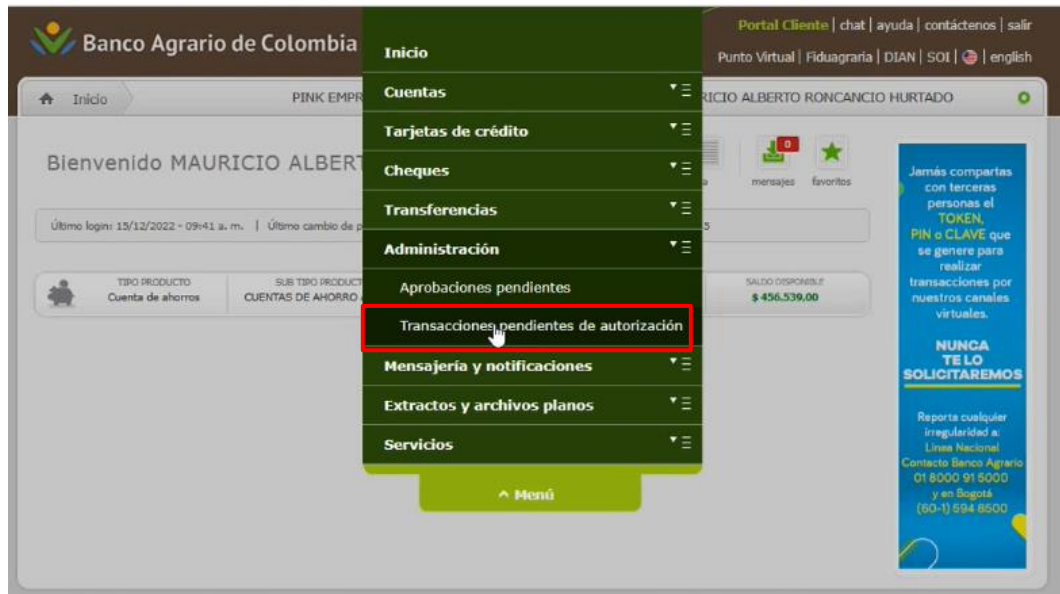 Banco Agrario de Colombia
Portal Cliente | chat | ayuda | contáctenos | salir
Punto Virtual | Fiduagraria | DIAN | SOI | | english
Inicio
PINK EMPR
RICIO ALBERTO RONCANCIO HURTADO
Bienvenido MAURICIO ALBERT
0
mensajes
favoritos
Último login: 15/12/2022 - 09:41 a. m. | Último cambio de p
5
TIPO PRODUCTO
Cuenta de ahorros
SUB TIPO PRODUCT
CUENTAS DE AHORRO
SALDO DISPONIBLE
$ 456.539,00
Inicio
Cuentas
Tarjetas de crédito
Cheques
Transferencias
Administración
Aprobaciones pendientes
Transacciones pendientes de autorización
Mensajería y notificaciones
Extractos y archivos planos
Servicios
Menú
Jamás compartas
con terceras
personas el
TOKEN,
PIN o CLAVE que
se genere para
realizar
transacciones por
nuestros canales
virtuales.
NUNCA
TE LO
SOLICITAREMOS
Reporta cualquier
irregularidad a:
Línea Nacional
Contacto Banco Agrario
01 8000 91 5000
y en Bogotá
(60-1) 594 8500